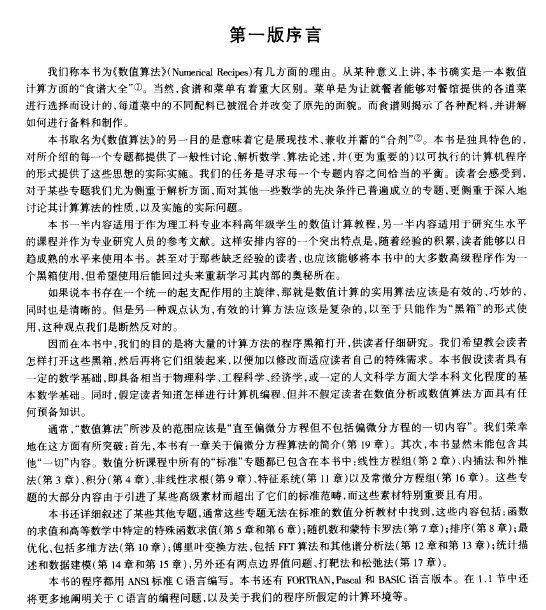 第一版序言
我们称本书为《数值算法》(Numerical Recipes)有几方面的理由。从某种意义上讲,本书确实是一本数值
计算方面的“食谱大全”①。当然,食谱和菜单有着重大区别。菜单是为让就餐者能够对餐馆提供的各道菜
进行选择而设计的,每道菜中的不同配料已被混合并改变了原先的面貌。而食谱则揭示了各种配料,并讲解
如何进行备料和制作。
本书取名为《数值算法》的另一目的是意味着它是展现技术、兼收并蓄的“合剂”②。本书是独具特色的,
对所介绍的每一个专题都提供了一般性讨论、解析数学、算法论述,并(更为重要的)以可执行的计算机程序
的形式提供了这些思想的实际实施。我们的任务是寻求每一个专题内容之间恰当的平衡。读者会感受到,
对于某些专题我们尤为侧重于解析方面,而对其他一些数学的先决条件已普遍成立的专题,更侧重于深入地
讨论其计算算法的性质,以及实施的实际问题。
本书一半内容适用于作为理工科专业本科高年级学生的数值计算教程,另一半内容适用于研究生水平
的课程并作为专业研究人员的参考文献。这样安排内容的一个突出特点是,随着经验的积累,读者能够以日
趋成熟的水平来使用本书。甚至对于那些缺乏经验的读者,也应该能够将本书中的大多数高级程序作为一
个黑箱使用,但希望使用后能回过头来重新学习其内部的奥秘所在。
如果说本书存在一个统一的起支配作用的主旋律,那就是数值计算的实用算法应该是有效的、巧妙的,
同时也是清晰的。但是另一种观点认为,有效的计算方法应该是复杂的,以至于只能作为“黑箱”的形式使
用,这种观点我们是断然反对的。
因而在本书中,我们的目的是将大量的计算方法的程序黑箱打开,供读者仔细研究。我们希望教会读者
怎样打开这些黑箱,然后再将它们组装起来,以便加以修改而适应读者自己的特殊需求。本书假设读者具有
一定的数学基础,即具备相当于物理科学、工程科学、经济学,或一定的人文科学方面大学本科文化程度的基
本数学基础。同时,假定读者知道怎样进行计算机编程,但并不假定读者在数值分析或数值算法方面具有任
何预备知识。
通常,“数值算法”所涉及的范围应该是“直至偏微分方程但不包括偏微分方程的一切内容”。我们荣幸
地在这方面有所突破:首先,本书有一章关于偏微分方程算法的简介(第 19 章)。其次,本书显然未能包含其
他“一切”内容。数值分析课程中所有的“标准”专题都已包含在本书中:线性方程组(第 2 章)、内插法和外推
法(第 3 章)、积分(第 4 章)、非线性求根(第 9 章)、特征系统(第 11 章)以及常微分方程组(第 16 章)。这些专
题的大部分内容由于引进了某些高级素材而超出了它们的标准范畴,而这些素材特别重要且有用。
本书还详细叙述了某些其他专题,通常这些专题无法在标准的数值分析教材中找到,这些内容包括:函数
的求值和高等数学中特定的特殊函数求值(第 5 章和第 6 章);随机数和蒙特卡罗法(第 7 章);排序(第 8 章);最
优化,包括多维方法(第 10 章);傅里叶变换方法,包括 FFT 算法和其他谱分析法(第 12 章和第 13 章);统计描
述和数据建模(第 14 章和第 15 章),另外还有两点边界值问题、打靶法和松弛法(第 17 章)。
本书的程序都用 ANSI 标准 C 语言编写。本书还有 FORTRAN,Pascal 和 BASIC 语言版本。在 1.1 节中还
将更多地阐明关于 C 语言的编程问题,以及关于我们的程序所假定的计算环境等。